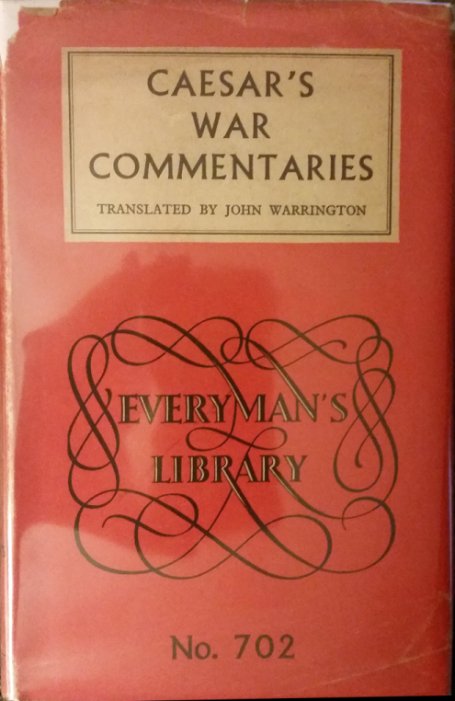 CAESAR'S
WAR
COMMENTARIES
TRANSLATED BY JOHN WARRINGTON
EVERYMAN'S
LIBRARY
No. 702